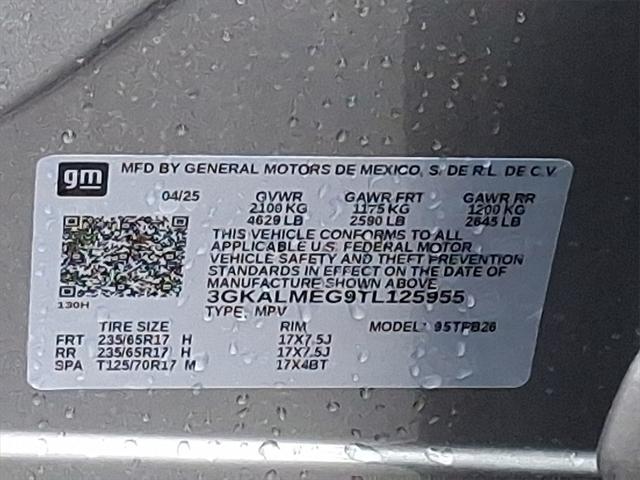 gm MFD BY GENERAL MOTORS DE MEXICO, S. DE R.L. DE C.V.
04/25 GVWR GAWR FRT GAWR RR
2100 KG 1175 KG 1200 KG
4629 LB 2590 LB 2645 LB
THIS VEHICLE CONFORMS TO ALL
APPLICABLE U.S. FEDERAL MOTOR
VEHICLE SAFETY AND THEFT PREVENTION
STANDARDS IN EFFECT ON THE DATE OF
MANUFACTURE SHOWN ABOVE.
3GKALMEG9TL125955
130H
TYPE: MPV
TIRE SIZE RIM MODEL: 95TPB26
FRT 235/65R17 H 17X7.5J
RR 235/65R17 H 17X7.5J
SPA T125/70R17 M 17X4BT